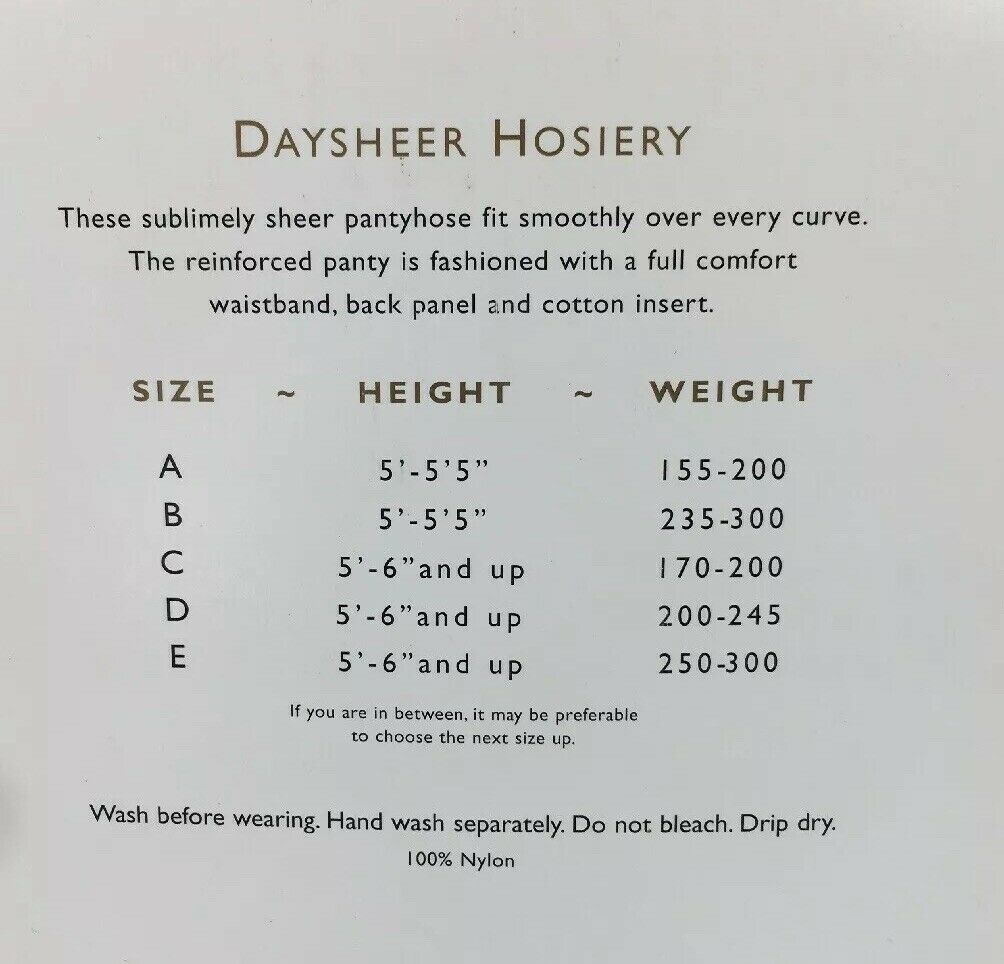 DAYSHEER HOSIERY
These sublimely sheer pantyhose fit smoothly over every curve.
The reinforced panty is fashioned with a full comfort
waistband, back panel and cotton insert.
SIZE ~ HEIGHT ~ WEIGHT
A 5'-5'5” 155-200
B 5'-5'5” 235-300
C 5'-6”and up 170-200
D 5'-6”and up 200-245
E 5'-6”and up 250-300
If you are in between, it may be preferable
to choose the next size up.
Wash before wearing. Hand wash separately. Do not bleach. Drip dry.
100% Nylon